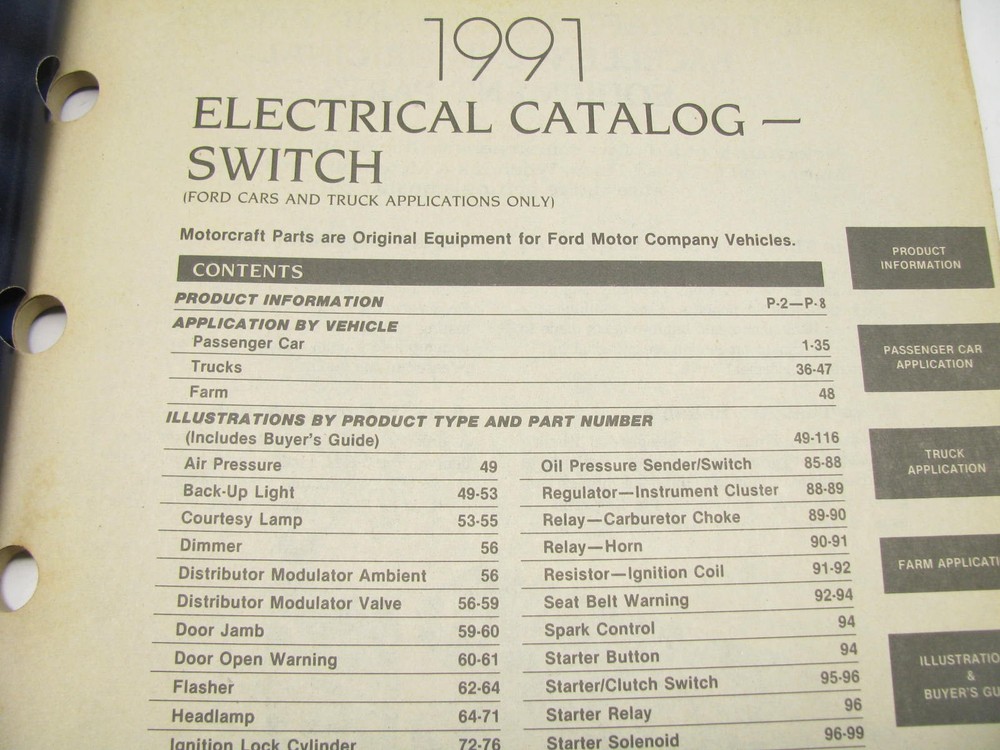 1991
ELECTRICAL CATALOG —
SWITCH
(FORD CARS AND TRUCK APPLICATIONS ONLY)
Motorcraft Parts are Original Equipment for Ford Motor Company Vehicles.
CONTENTS
PRODUCT INFORMATION P-2—P-8
APPLICATION BY VEHICLE
Passenger Car 1-35
Trucks 36-47
Farm 48
ILLUSTRATIONS BY PRODUCT TYPE AND PART NUMBER
(Includes Buyer's Guide) 49-116
Air Pressure 49
Back-Up Light 49-53
Courtesy Lamp 53-55
Dimmer 56
Distributor Modulator Ambient 56
Distributor Modulator Valve 56-59
Door Jamb 59-60
Door Open Warning 60-61
Flasher 62-64
Headlamp 64-71
Ignition Lock Cylinder 72-76
Oil Pressure Sender/Switch 85-88
Regulator—Instrument Cluster 88-89
Relay—Carburetor Choke 89-90
Relay—Horn 90-91
Resistor—Ignition Coil 91-92
Seat Belt Warning 92-94
Spark Control 94
Starter Button 94
Starter/Clutch Switch 95-96
Starter Relay 96
Starter Solenoid 96-99
PRODUCT
INFORMATION
PASSENGER CAR
APPLICATION
TRUCK
APPLICATION
FARM APPLICATI
ILLUSTRATIO
&
BUYER'S GU